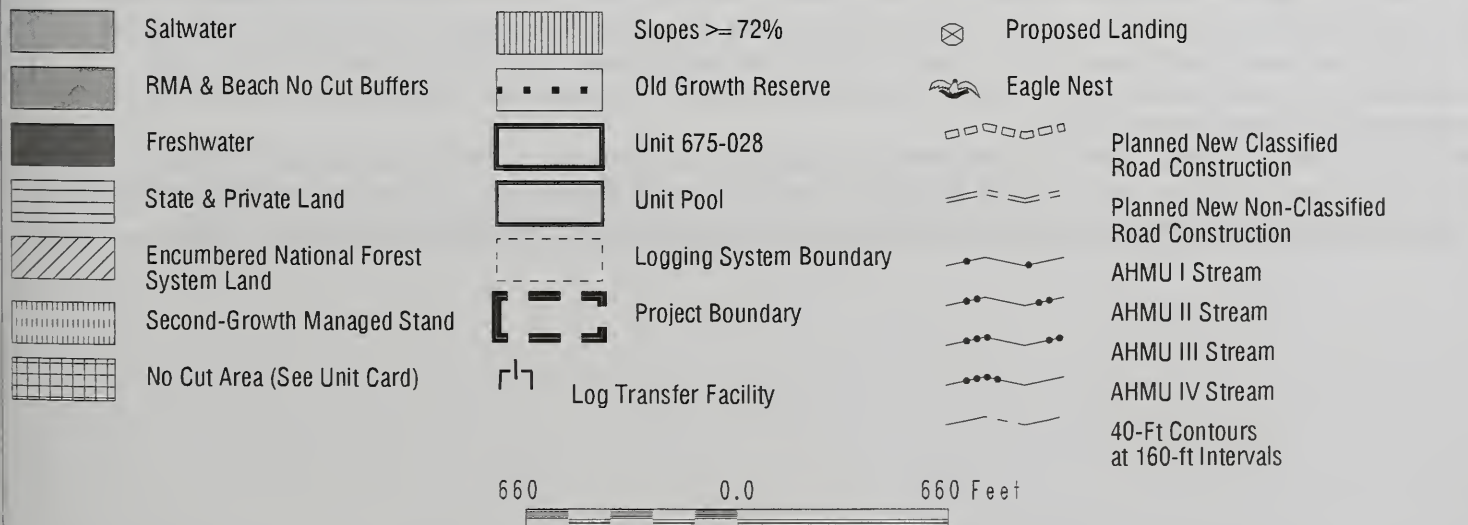 Saltwater
RMA & Beach No Cut Buffers
Freshwater
State & Private Land
Encumbered National Forest
System Land
Second-Growth Managed Stand
No Cut Area (See Unit Card)
Slopes >= 72%
Old Growth Reserve
Unit 675-028
Unit Pool
Logging System Boundary
Project Boundary
Log Transfer Facility
Proposed Landing
Eagle Nest
Planned New Classified
Road Construction
Planned New Non-Classified
Road Construction
AHMU I Stream
AHMU II Stream
AHMU III Stream
AHMU IV Stream
40-Ft Contours
at 160-ft Intervals
660 0.0 660 Feet